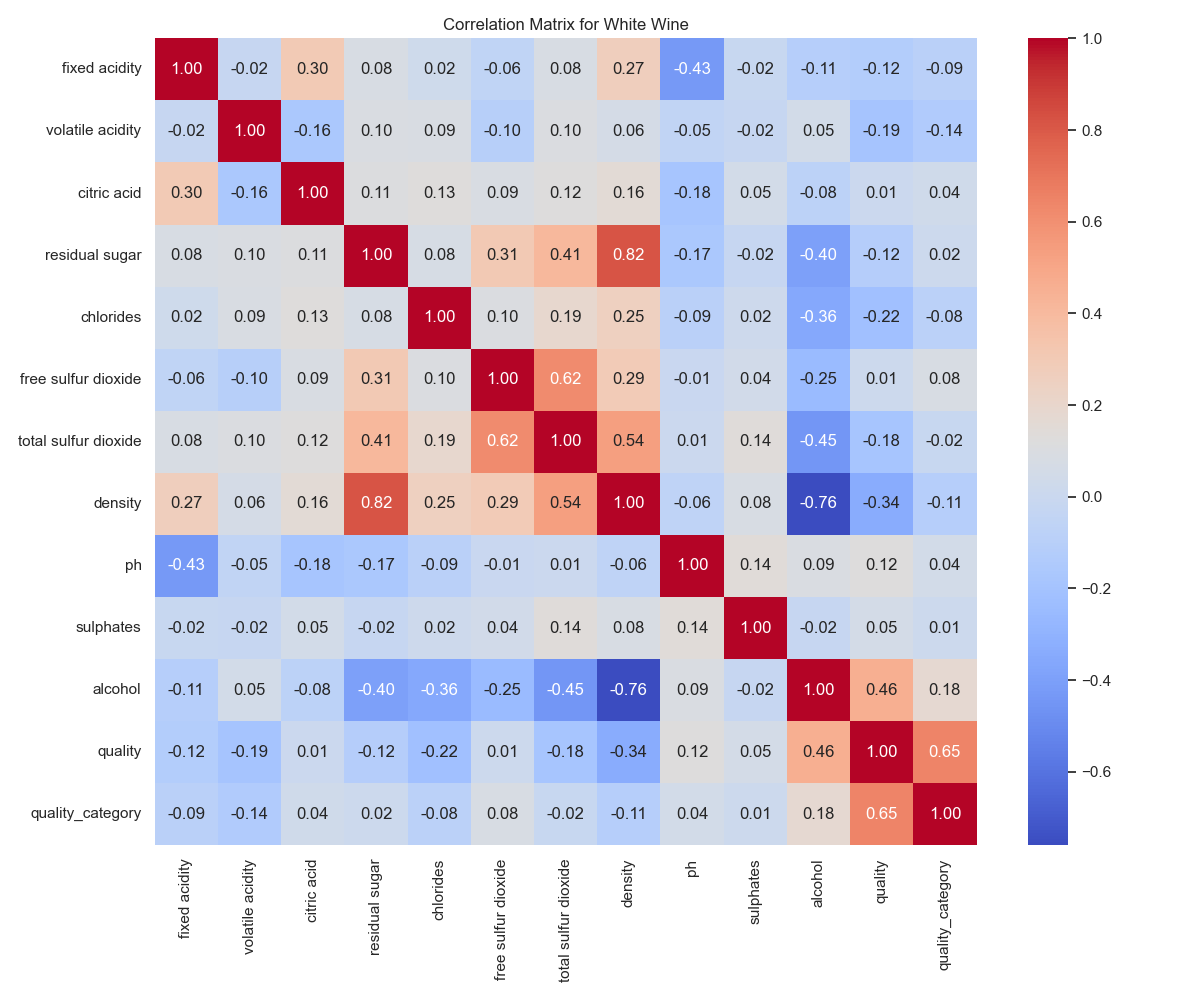 Correlation Matrix for White Wine
fixed acidity 1.00 -0.02 0.30 0.08 0.02 -0.06 0.08 0.27 -0.43 -0.02 -0.11 -0.12 -0.09
volatile acidity -0.02 1.00 -0.16 0.10 0.09 -0.10 0.10 0.06 -0.05 -0.02 0.05 -0.19 -0.14
citric acid 0.30 -0.16 1.00 0.11 0.13 0.09 0.12 0.16 -0.18 0.05 -0.08 0.01 0.04
residual sugar 0.08 0.10 0.11 1.00 0.08 0.31 0.41 0.82 -0.17 -0.02 -0.40 -0.12 0.02
chlorides 0.02 0.09 0.13 0.08 1.00 0.10 0.19 0.25 -0.09 0.02 -0.36 -0.22 -0.08
free sulfur dioxide -0.06 -0.10 0.09 0.31 0.10 1.00 0.62 0.29 -0.01 0.04 -0.25 0.01 0.08
total sulfur dioxide 0.08 0.10 0.12 0.41 0.19 0.62 1.00 0.54 0.01 0.14 -0.45 -0.18 -0.02
density 0.27 0.06 0.16 0.82 0.25 0.29 0.54 1.00 -0.06 0.08 -0.76 -0.34 -0.11
ph -0.43 -0.05 -0.18 -0.17 -0.09 -0.01 0.01 -0.06 1.00 0.14 0.09 0.12 0.04
sulphates -0.02 -0.02 0.05 -0.02 0.02 0.04 0.14 0.08 0.14 1.00 -0.02 0.05 0.01
alcohol -0.11 0.05 -0.08 -0.40 -0.36 -0.25 -0.45 -0.76 0.09 -0.02 1.00 0.46 0.18
quality -0.12 -0.19 0.01 -0.12 -0.22 0.01 -0.18 -0.34 0.12 0.05 0.46 1.00 0.65
quality_category -0.09 -0.14 0.04 0.02 -0.08 0.08 -0.02 -0.11 0.04 0.01 0.18 0.65 1.00
fixed acidity
volatile acidity
citric acid
residual sugar
chlorides
free sulfur dioxide
total sulfur dioxide
density
ph
sulphates
alcohol
quality
quality_category
1.0
0.8
0.6
0.4
0.2
0.0
−0.2
−0.4
−0.6